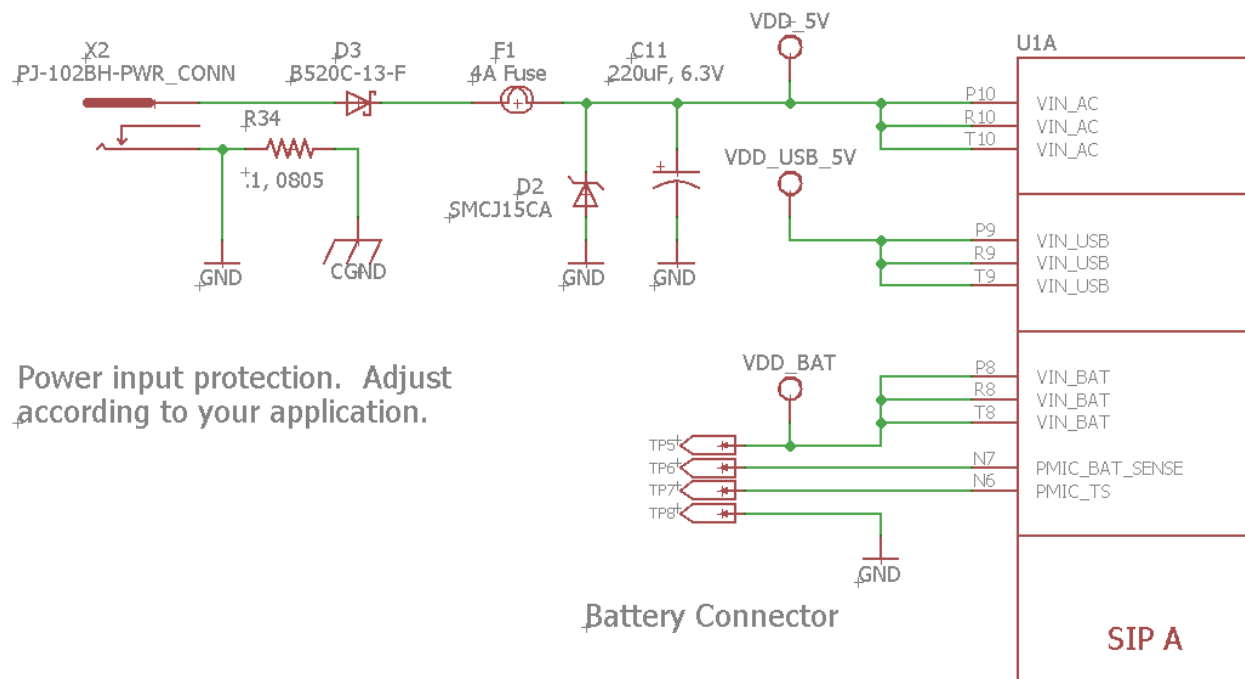 X2
PJ-102BH-PWR_CONN
D3
B520C-13-F
F1
4A Fuse
C11
220uF, 6.3V
VDD_5V
U1A
R34
.1, 0805
D2
SMCJ15CA
GND
CGND
GND
GND
VDD_USB_5V
P10 VIN_AC
R10 VIN_AC
T10 VIN_AC
P9 VIN_USB
R9 VIN_USB
T9 VIN_USB
Power input protection. Adjust
according to your application.
VDD_BAT
P8 VIN_BAT
R8 VIN_BAT
T8 VIN_BAT
TP5
TP6
TP7
TP8
N7 PMIC_BAT_SENSE
N6 PMIC_TS
GND
Battery Connector
SIP A